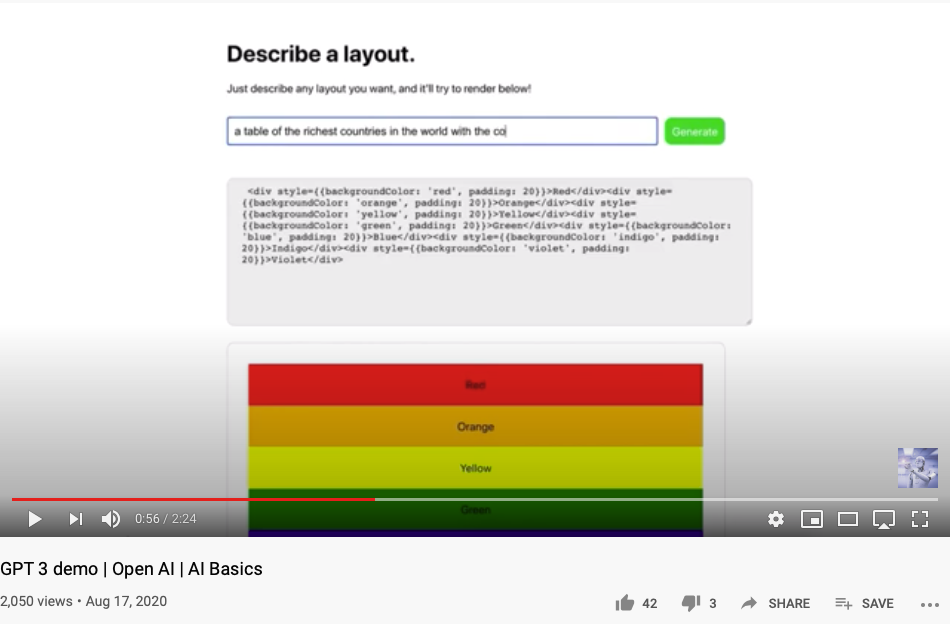 Describe a layout.
Just describe any layout you want, and it'll try to render below!
a table of the richest countries in the world with the co
Generate
<div style={{backgroundColor: 'red', padding: 20}}>Red</div><div style=
{{backgroundColor: 'orange', padding: 20}}>Orange</div><div style=
{{backgroundColor: 'yellow', padding: 20}}>Yellow</div><div style=
{{backgroundColor: 'green', padding: 20}}>Green</div><div style={{backgroundColor:
'blue', padding: 20}}>Blue</div><div style={{backgroundColor: 'indigo', padding:
20}}>Indigo</div><div style={{backgroundColor: 'violet', padding:
20}}>Violet</div>
Red
Orange
Yellow
Green
0:56 / 2:24
GPT 3 demo | Open AI | AI Basics
2,050 views • Aug 17, 2020
42
3
SHARE
SAVE